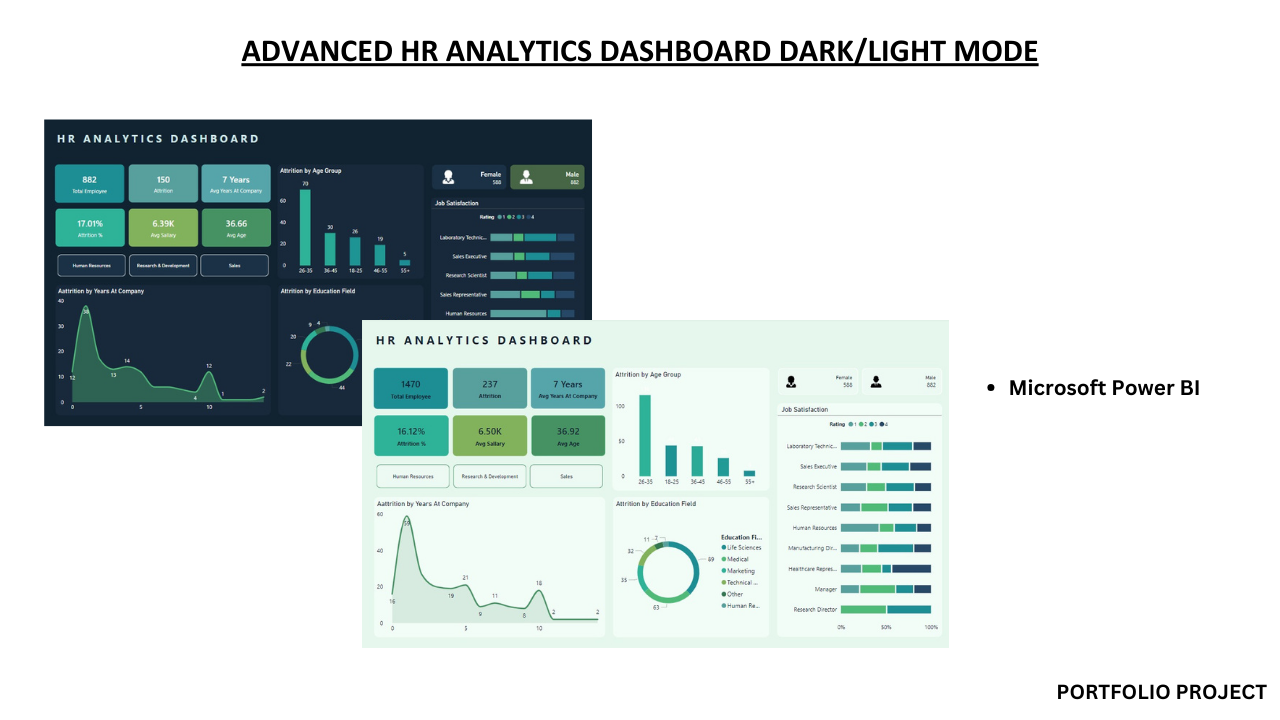 ADVANCED HR ANALYTICS DASHBOARD DARK/LIGHT MODE
HR ANALYTICS DASHBOARD
882
Total Employee
150
Attrition
7 Years
Avg Years At Company
17.01%
Attrition %
6.39K
Avg Sallary
36.66
Avg Age
Human Resources
Research & Development
Sales
Attrition by Age Group
60
40
20
0
70
30
26
19
5
26-35
36-45
18-25
46-55
55+
Female
588
Male
882
Job Satisfaction
Rating 1 2 3 4
Laboratory Technic...
Sales Executive
Research Scientist
Sales Representative
Human Resources
Aattrition by Years At Company
40
30
20
10
0
12
38
13
14
4
12
1
2
0
5
10
Attrition by Education Field
9
4
20
22
44
HR ANALYTICS DASHBOARD
1470
Total Employee
237
Attrition
7 Years
Avg Years At Company
16.12%
Attrition %
6.50K
Avg Sallary
36.92
Avg Age
Human Resources
Research & Development
Sales
Attrition by Age Group
100
50
0
26-35
18-25
36-45
46-55
55+
Female
588
Male
882
Job Satisfaction
Rating 1 2 3 4
Laboratory Technic...
Sales Executive
Research Scientist
Sales Representative
Human Resources
Manufacturing Dir...
Healthcare Repres...
Manager
Research Director
0%
50%
100%
Aattrition by Years At Company
60
40
20
0
16
59
19
21
9
11
8
18
2
2
0
5
10
Attrition by Education Field
11
7
32
35
63
89
Education Fi...
Life Sciences
Medical
Marketing
Technical ...
Other
Human Re...
• Microsoft Power BI
PORTFOLIO PROJECT